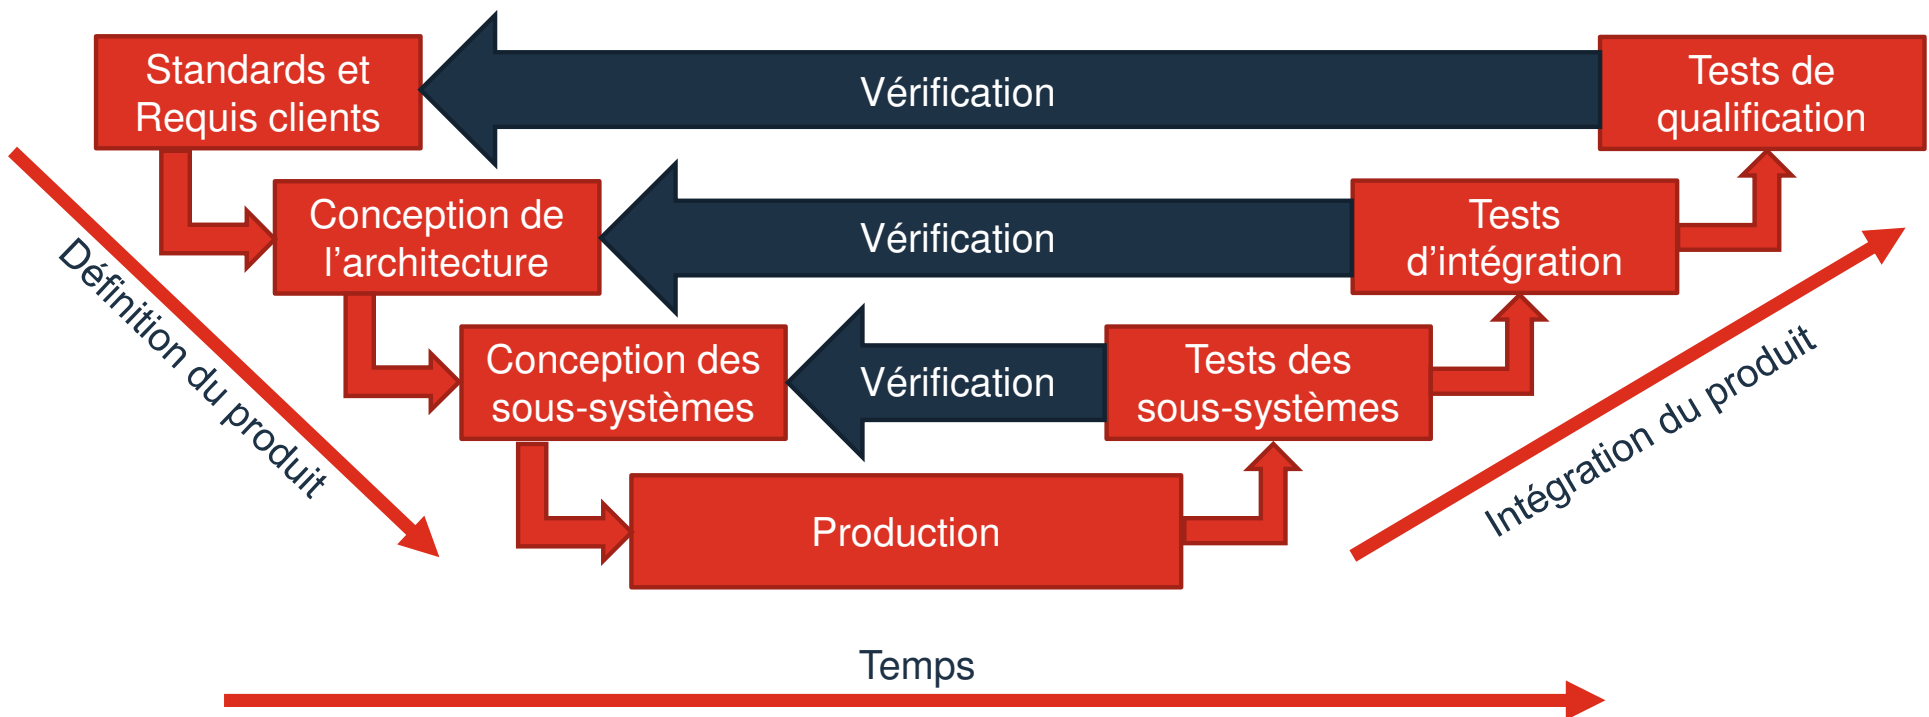 Standards et
Requis clients
Vérification
Tests de
qualification
Conception de
l'architecture
Vérification
Tests
d'intégration
Conception des
sous-systèmes
Vérification
Tests des
sous-systèmes
Définition du produit
Intégration du produit
Production
Temps